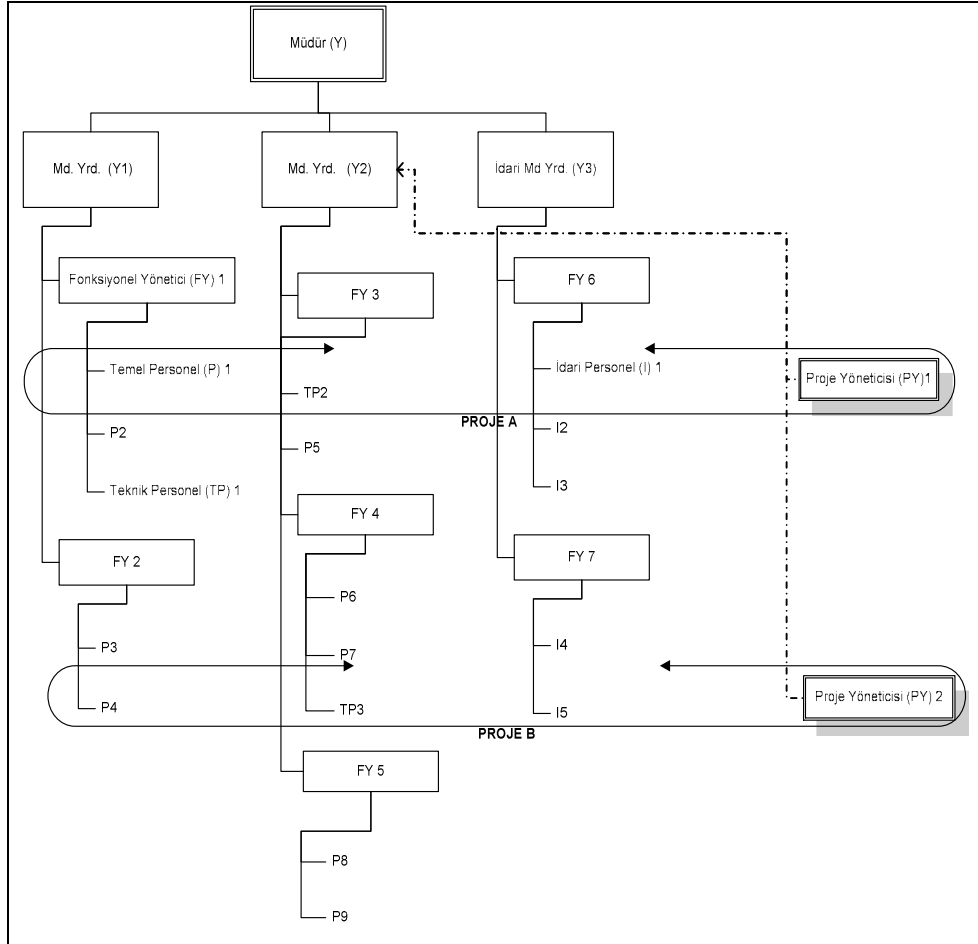 Müdür (Y)
Md. Yrd. (Y1)
Md. Yrd. (Y2)
İdari Md Yrd. (Y3)
Fonksiyonel Yönetici (FY) 1
FY 3
FY 6
Temel Personel (P) 1
İdari Personel (I) 1
Proje Yöneticisi (PY)1
TP2
PROJE A
P2
P5
I2
Teknik Personel (TP) 1
I3
FY 4
FY 2
FY 7
P6
P3
P7
I4
P4
TP3
I5
Proje Yöneticisi (PY) 2
PROJE B
FY 5
P8
P9